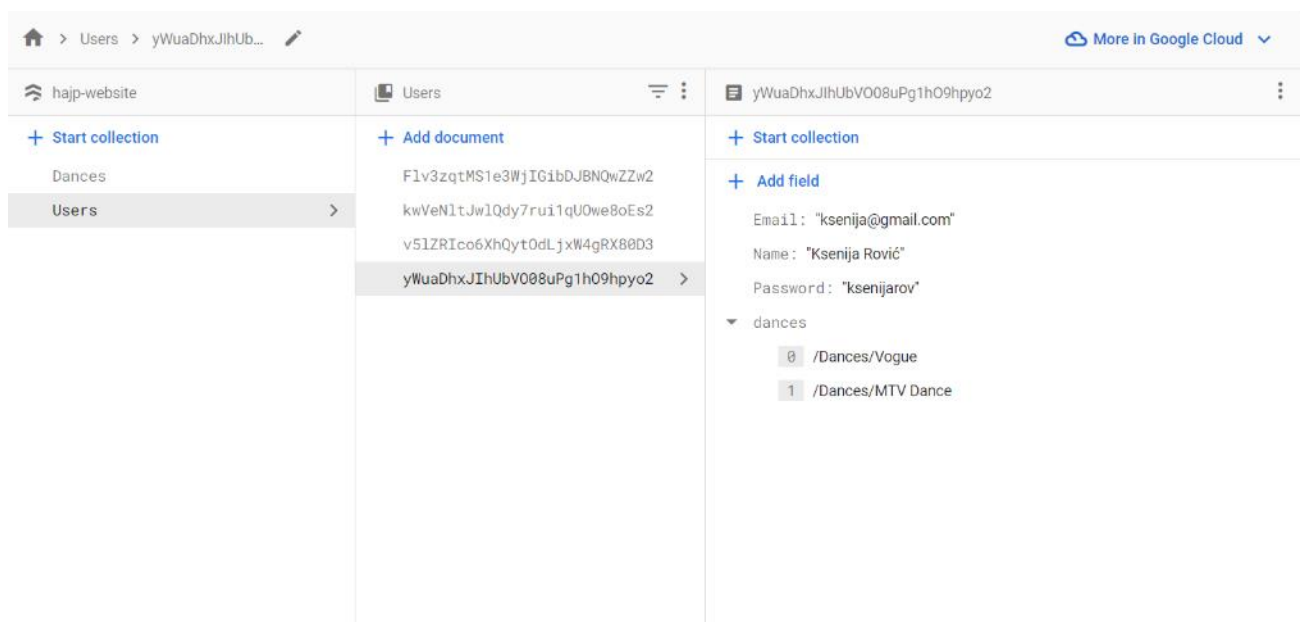 Users > yWuaDhxJIhUb...
More in Google Cloud
hajp-website
Users
yWuaDhxJIhUbVO08uPg1hO9hpyo2
+ Start collection
Dances
Users
+ Add document
Flv3zqtMS1e3WjIGibDJBNQwZZw2
kwVeNltJwlQdy7rui1qUOwe8oEs2
v5lZRIco6XhQytOdLjxW4gRX80D3
yWuaDhxJIhUbVO08uPg1hO9hpyo2
+ Start collection
+ Add field
Email: "ksenija@gmail.com"
Name: "Ksenija Rović"
Password: "ksenijarov"
dances
0 /Dances/Vogue
1 /Dances/MTV Dance